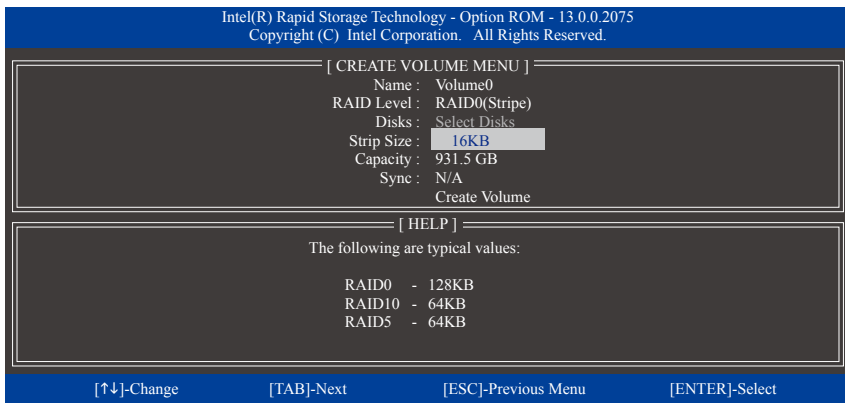 Intel(R) Rapid Storage Technology - Option ROM - 13.0.0.2075
Copyright (C) Intel Corporation. All Rights Reserved.
[ CREATE VOLUME MENU ]
Name : Volume0
RAID Level : RAID0(Stripe)
Disks : Select Disks
Strip Size : 16KB
Capacity : 931.5 GB
Sync : N/A
Create Volume
[ HELP ]
The following are typical values:
RAID0 - 128KB
RAID10 - 64KB
RAID5 - 64KB
[↑↓]-Change [TAB]-Next [ESC]-Previous Menu [ENTER]-Select